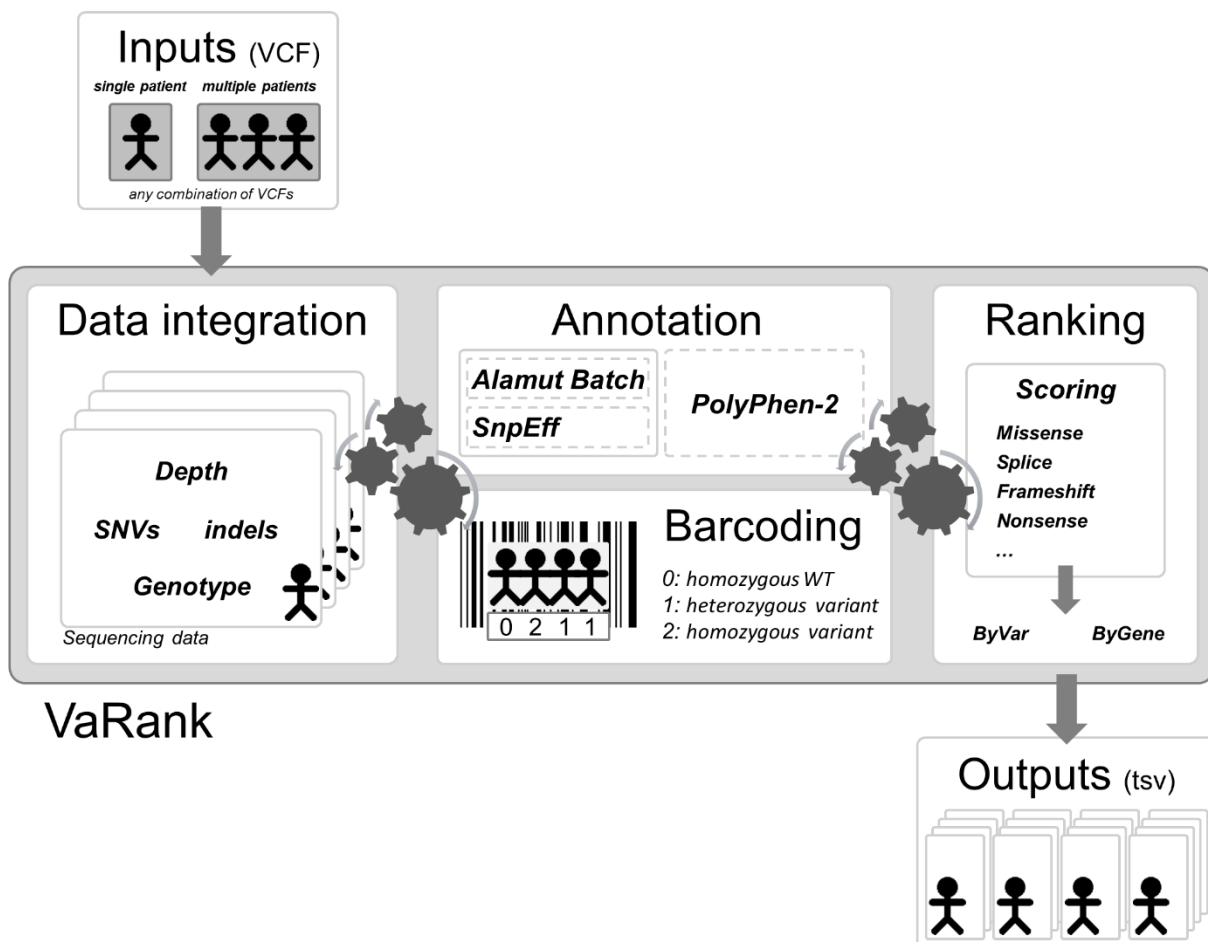 Inputs (VCF)
single patient multiple patients
any combination of VCFs
Data integration
Depth
SNVs indels
Genotype
Sequencing data
Annotation
Alamut Batch
SnpEff
PolyPhen-2
Barcoding
0: homozygous WT
1: heterozygous variant
2: homozygous variant
0 2 1 1
Ranking
Scoring
Missense
Splice
Frameshift
Nonsense
...
ByVar ByGene
VaRank
Outputs (tsv)